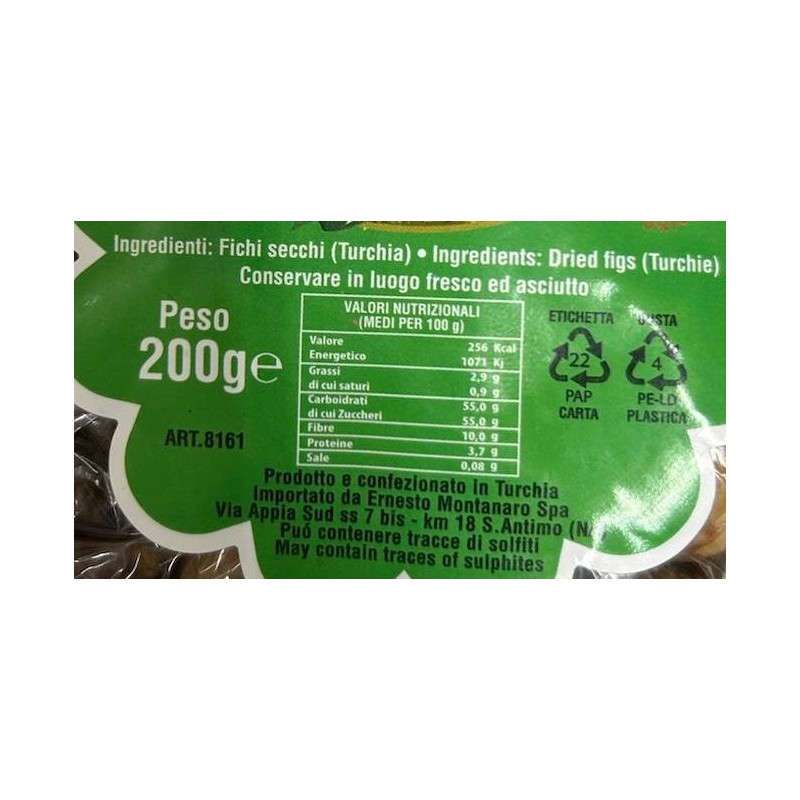 Ingredienti: Fichi secchi (Turchia) • Ingredients: Dried figs (Turchie)
Conservare in luogo fresco ed asciutto
Peso
200g℮
ART.8161
VALORI NUTRIZIONALI
(MEDI PER 100 g)
Valore 256 Kcal
Energetico 1071 Kj
Grassi 2,9 g
di cui saturi 0,9 g
Carboidrati 55,0 g
di cui Zuccheri 55,0 g
Fibre 10,0 g
Proteine 3,7 g
Sale 0,08 g
ETICHETTA
22
PAP
CARTA
4
PE-LD
PLASTICA
Prodotto e confezionato in Turchia
Importato da Ernesto Montanaro Spa
Via Appia Sud ss 7 bis - km 18 S.Antimo
Puó contenere tracce di solfiti
May contain traces of sulphites